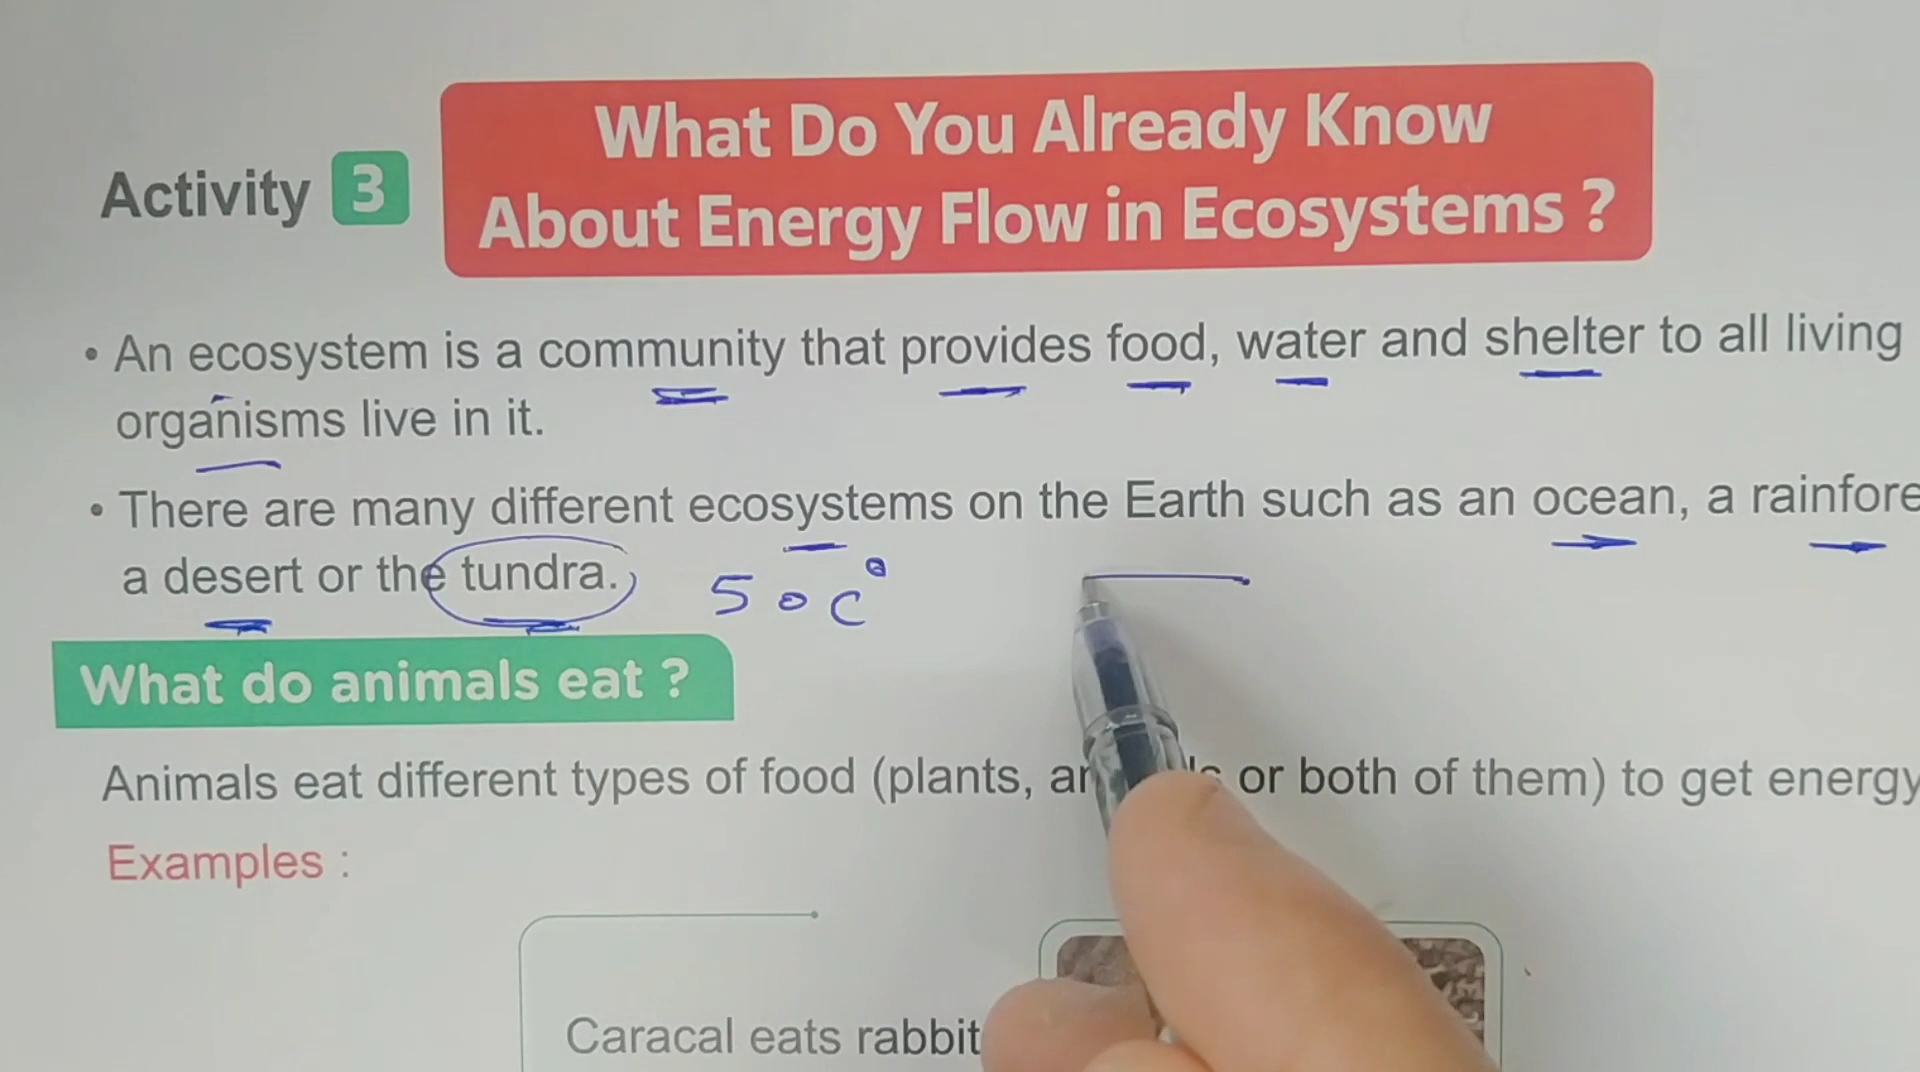 What Do You Already Know
Activity 3
About Energy Flow in Ecosystems ?
• An ecosystem is a community that provides food, water and shelter to all living
organisms live in it.
• There are many different ecosystems on the Earth such as an ocean, a rainfore
a desert or the tundra. 50 C°
What do animals eat ?
Animals eat different types of food (plants, or both of them) to get energy
Examples :
Caracal eats rabbit